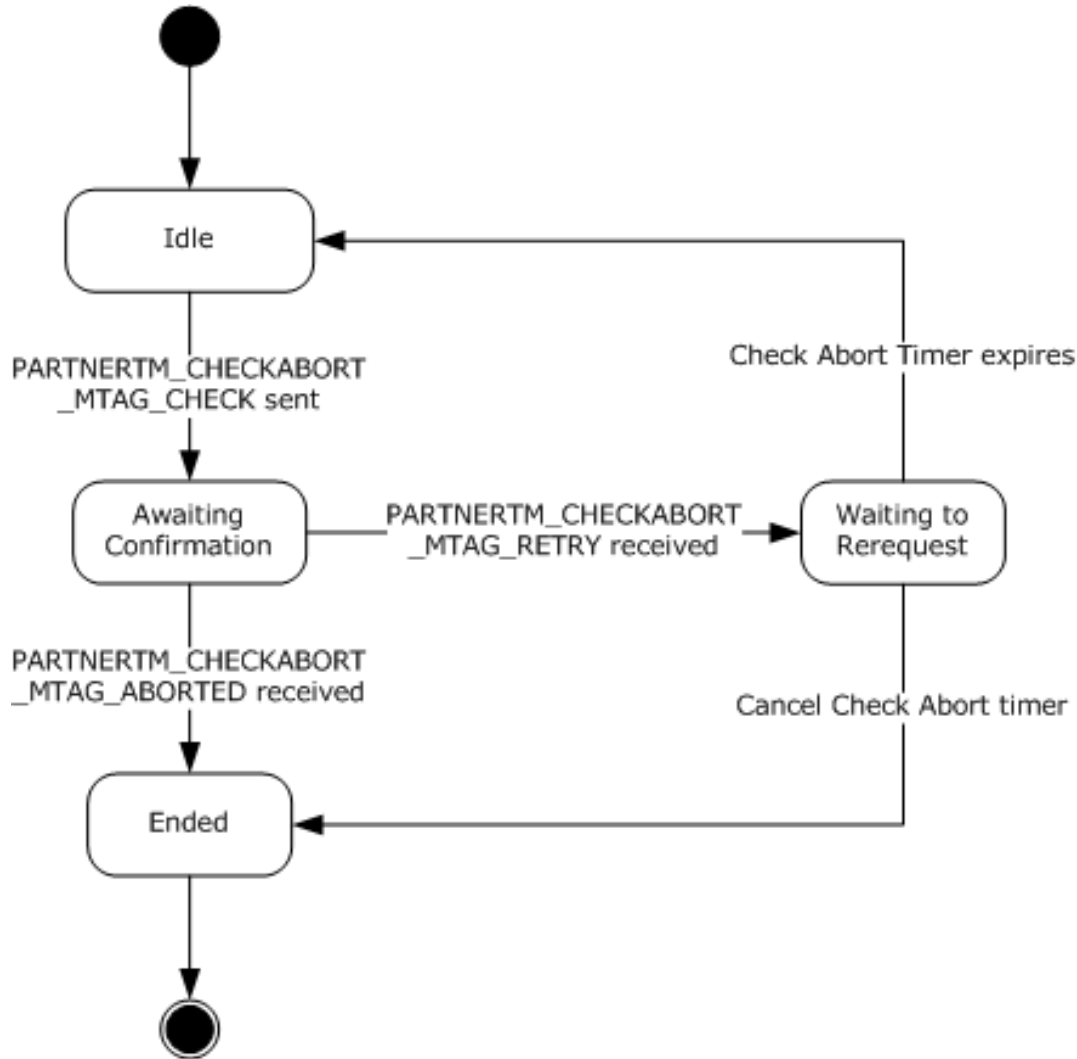 Idle
Check Abort Timer expires
PARTNERTM_CHECKABORT
_MTAG_CHECK sent
Awaiting
Confirmation
PARTNERTM_CHECKABORT
_MTAG_RETRY received
Waiting to
Rerequest
PARTNERTM_CHECKABORT
_MTAG_ABORTED received
Cancel Check Abort timer
Ended